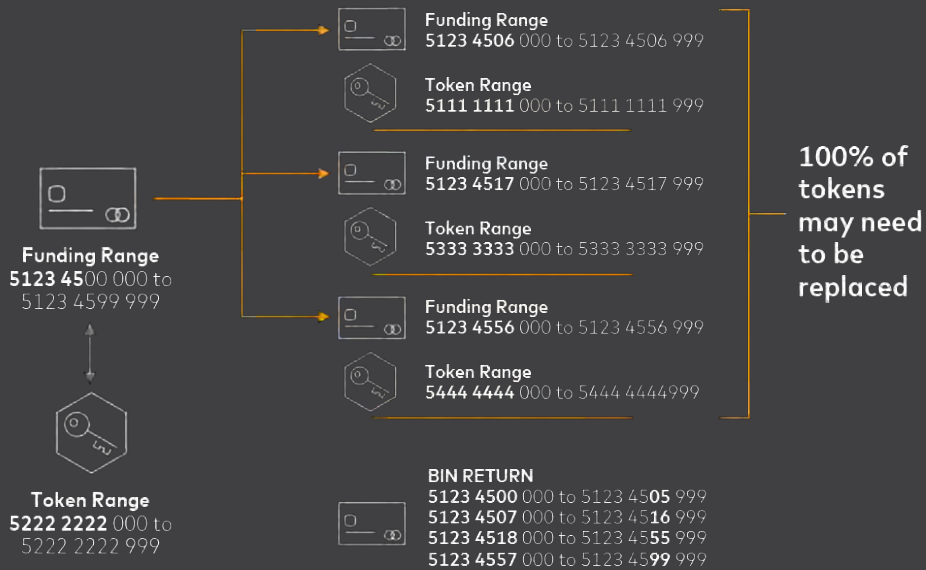 Funding Range
5123 4500 000 to
5123 4599 999
Token Range
5222 2222 000 to
5222 2222 999
Funding Range
5123 4506 000 to 5123 4506 999
Token Range
5111 1111 000 to 5111 1111 999
Funding Range
5123 4517 000 to 5123 4517 999
Token Range
5333 3333 000 to 5333 3333 999
Funding Range
5123 4556 000 to 5123 4556 999
Token Range
5444 4444 000 to 5444 4444999
BIN RETURN
5123 4500 000 to 5123 4505 999
5123 4507 000 to 5123 4516 999
5123 4518 000 to 5123 4555 999
5123 4557 000 to 5123 4599 999
100% of
tokens
may need
to be
replaced